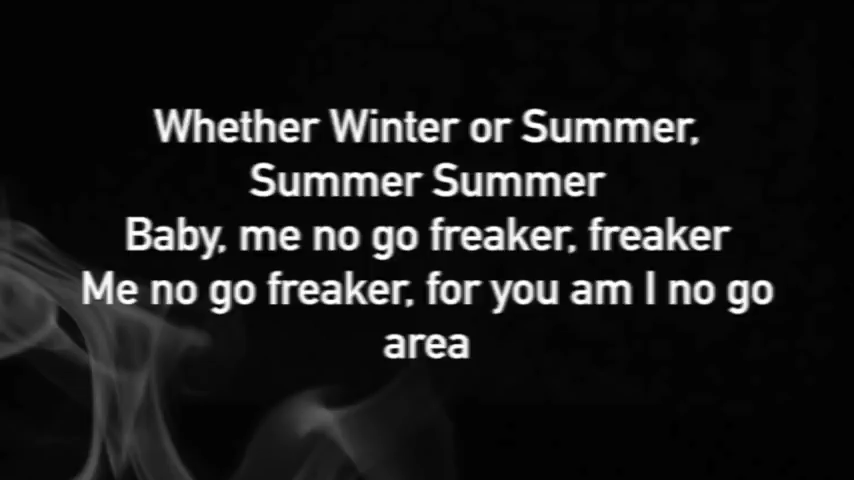 Whether Winter or Summer,
Summer Summer
Baby, me no go freaker, freaker
Me no go freaker, for you am I no go
area